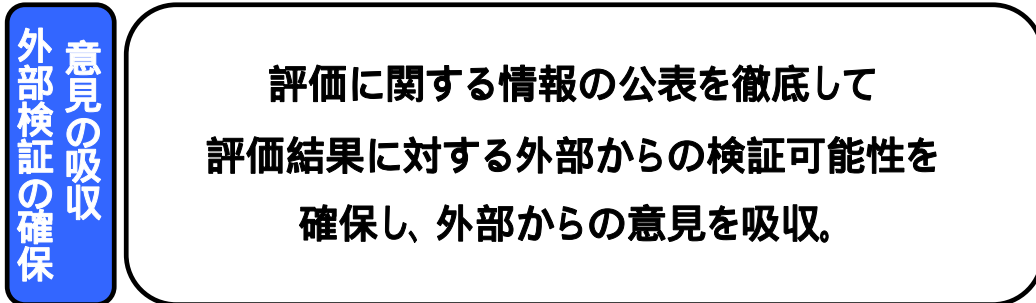 意見の吸収
外部検証の確保
評価に関する情報の公表を徹底して
評価結果に対する外部からの検証可能性を
確保し、外部からの意見を吸収。